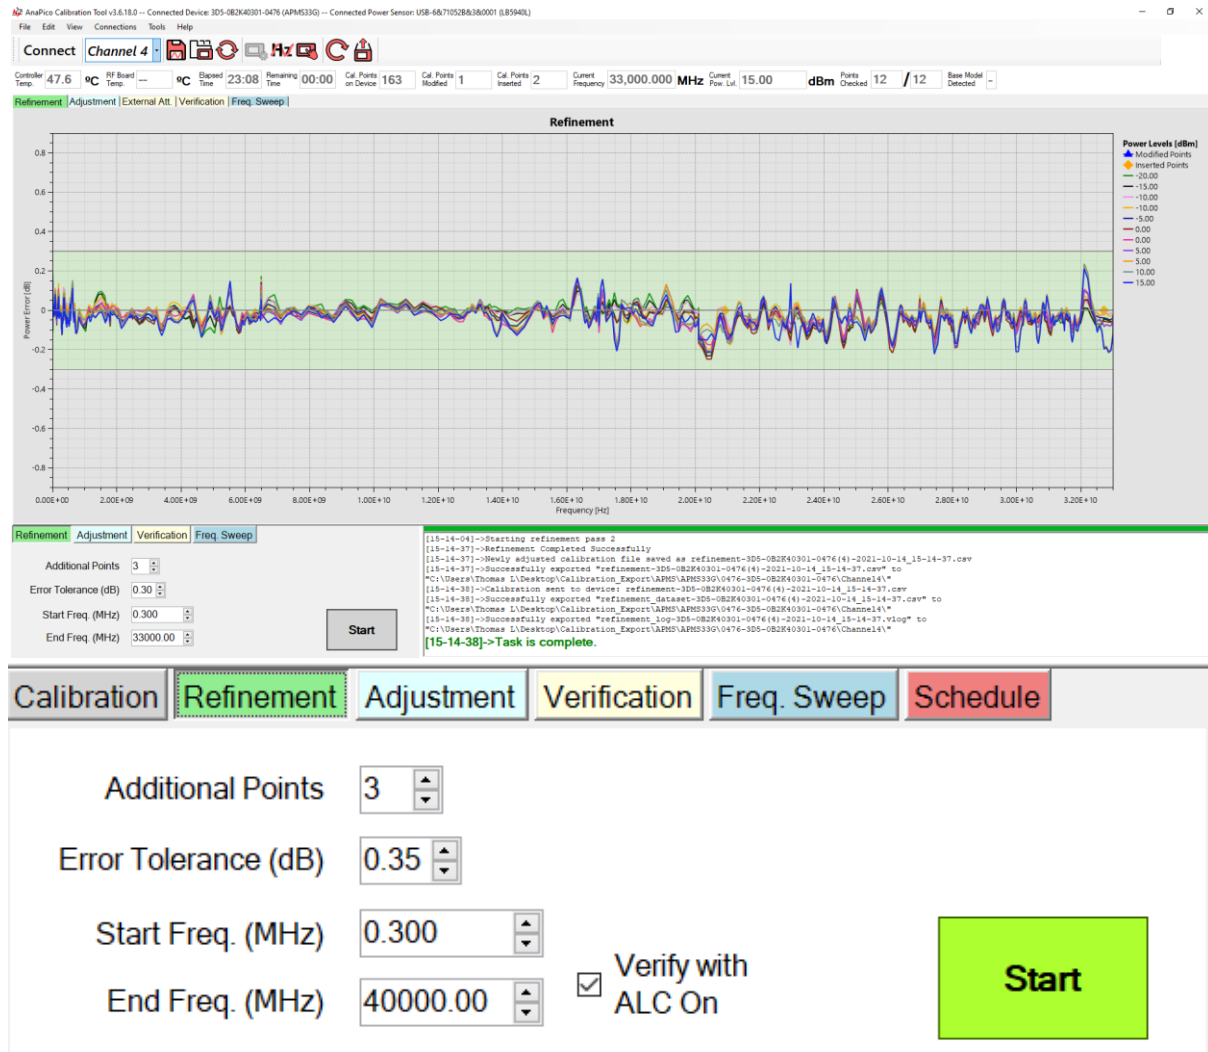 AnaPico Calibration Tool v3.6.18.0 -- Connected Device: 3D5-0B2K40301-0476 (APMS33G) -- Connected Power Sensor: USB-6&71052B&3&0001 (LB5940L)
File Edit View Connections Tools Help
Connect Channel 4 Hz
Controller Temp. 47.6 ºC RF Board Temp. -- ºC Elapsed Time 23:08 Remaining Time 00:00 Cal. Points on Device 163 Cal. Points Modified 1 Cal. Points Inserted 2 Current Frequency 33,000.000 MHz Current Pow. Lvl. 15.00 dBm Points Checked 12 / 12 Base Model Detected -
Refinement Adjustment External Att. Verification Freq. Sweep
Refinement
Power Levels [dBm]
Modified Points
Inserted Points
-20.00
-15.00
-10.00
-10.00
-5.00
0.00
0.00
5.00
5.00
10.00
15.00
Power Error [dB]
0.8
0.6
0.4
0.2
0
-0.2
-0.4
-0.6
-0.8
0.00E+00 2.00E+09 4.00E+09 6.00E+09 8.00E+09 1.00E+10 1.20E+10 1.40E+10 1.60E+10 1.80E+10 2.00E+10 2.20E+10 2.40E+10 2.60E+10 2.80E+10 3.00E+10 3.20E+10
Frequency [Hz]
Refinement Adjustment Verification Freq. Sweep
Additional Points 3
Error Tolerance (dB) 0.30
Start Freq. (MHz) 0.300
End Freq. (MHz) 33000.00
Start
[15-14-04]->Starting refinement pass 2
[15-14-37]->Refinement Completed Successfully
[15-14-37]->Newly adjusted calibration file saved as refinement-3D5-0B2K40301-0476(4)-2021-10-14_15-14-37.csv
[15-14-37]->Successfully exported "refinement-3D5-0B2K40301-0476(4)-2021-10-14_15-14-37.csv" to
"C:\Users\Thomas L\Desktop\Calibration_Export\APMS\APMS33G\0476-3D5-0B2K40301-0476\Channel4\"
[15-14-38]->Calibration sent to device: refinement-3D5-0B2K40301-0476(4)-2021-10-14_15-14-37.csv
[15-14-38]->Successfully exported "refinement_dataset-3D5-0B2K40301-0476(4)-2021-10-14_15-14-37.csv" to
"C:\Users\Thomas L\Desktop\Calibration_Export\APMS\APMS33G\0476-3D5-0B2K40301-0476\Channel4\"
[15-14-38]->Successfully exported "refinement_log-3D5-0B2K40301-0476(4)-2021-10-14_15-14-37.vlog" to
"C:\Users\Thomas L\Desktop\Calibration_Export\APMS\APMS33G\0476-3D5-0B2K40301-0476\Channel4\"
[15-14-38]->Task is complete.
Calibration Refinement Adjustment Verification Freq. Sweep Schedule
Additional Points 3
Error Tolerance (dB) 0.35
Start Freq. (MHz) 0.300
End Freq. (MHz) 40000.00
Verify with
ALC On
Start